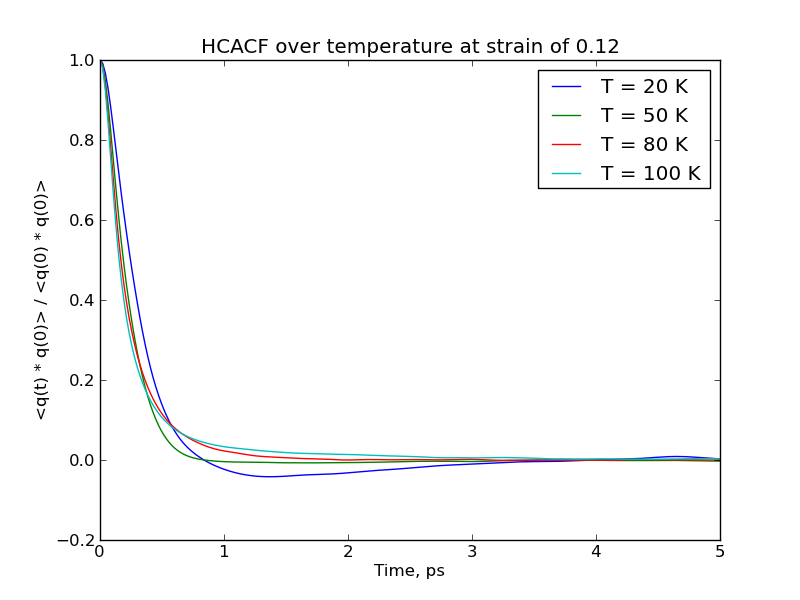 HCACF over temperature at strain of 0.12
<q(t) * q(0)> / <q(0) * q(0)>
1.0
0.8
0.6
0.4
0.2
0.0
−0.2
T = 20 K
T = 50 K
T = 80 K
T = 100 K
0 1 2 3 4 5
Time, ps